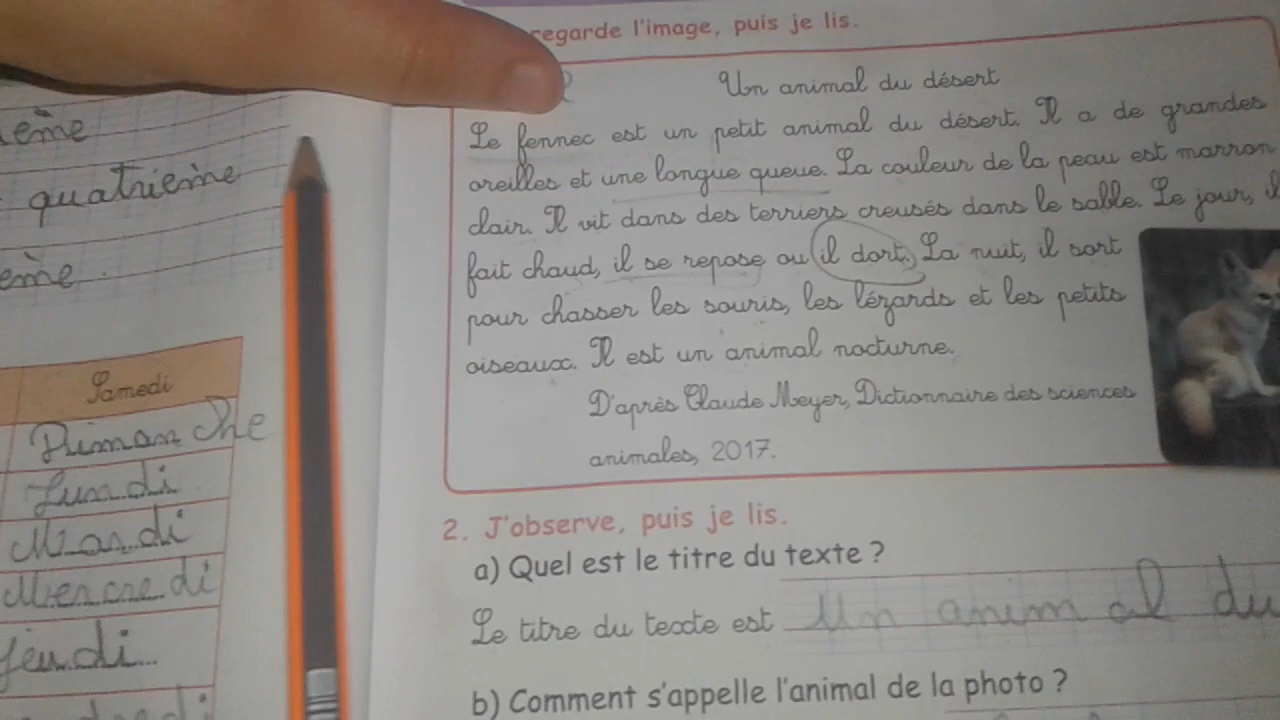 regarde l'image, puis je lis.
Un animal du désert
Le fennec est un petit animal du désert. Il a de grandes
oreilles et une longue queue. La couleur de la peau est marron
clair. Il vit dans des terriers creusés dans le sable. Le jour, il
fait chaud, il se repose ou il dort. La nuit, il sort
pour chasser les souris, les lézards et les petits
oiseaux. Il est un animal nocturne.
D'après Claude Meyer, Dictionnaire des sciences
animales, 2017.
2. J'observe, puis je lis.
a) Quel est le titre du texte ?
Le titre du texte est Un animal du
b) Comment s'appelle l'animal de la photo ?
ème
quatrième
ème
Samedi
Dimanche
Lundi
Mardi
Mercredi
jeudi